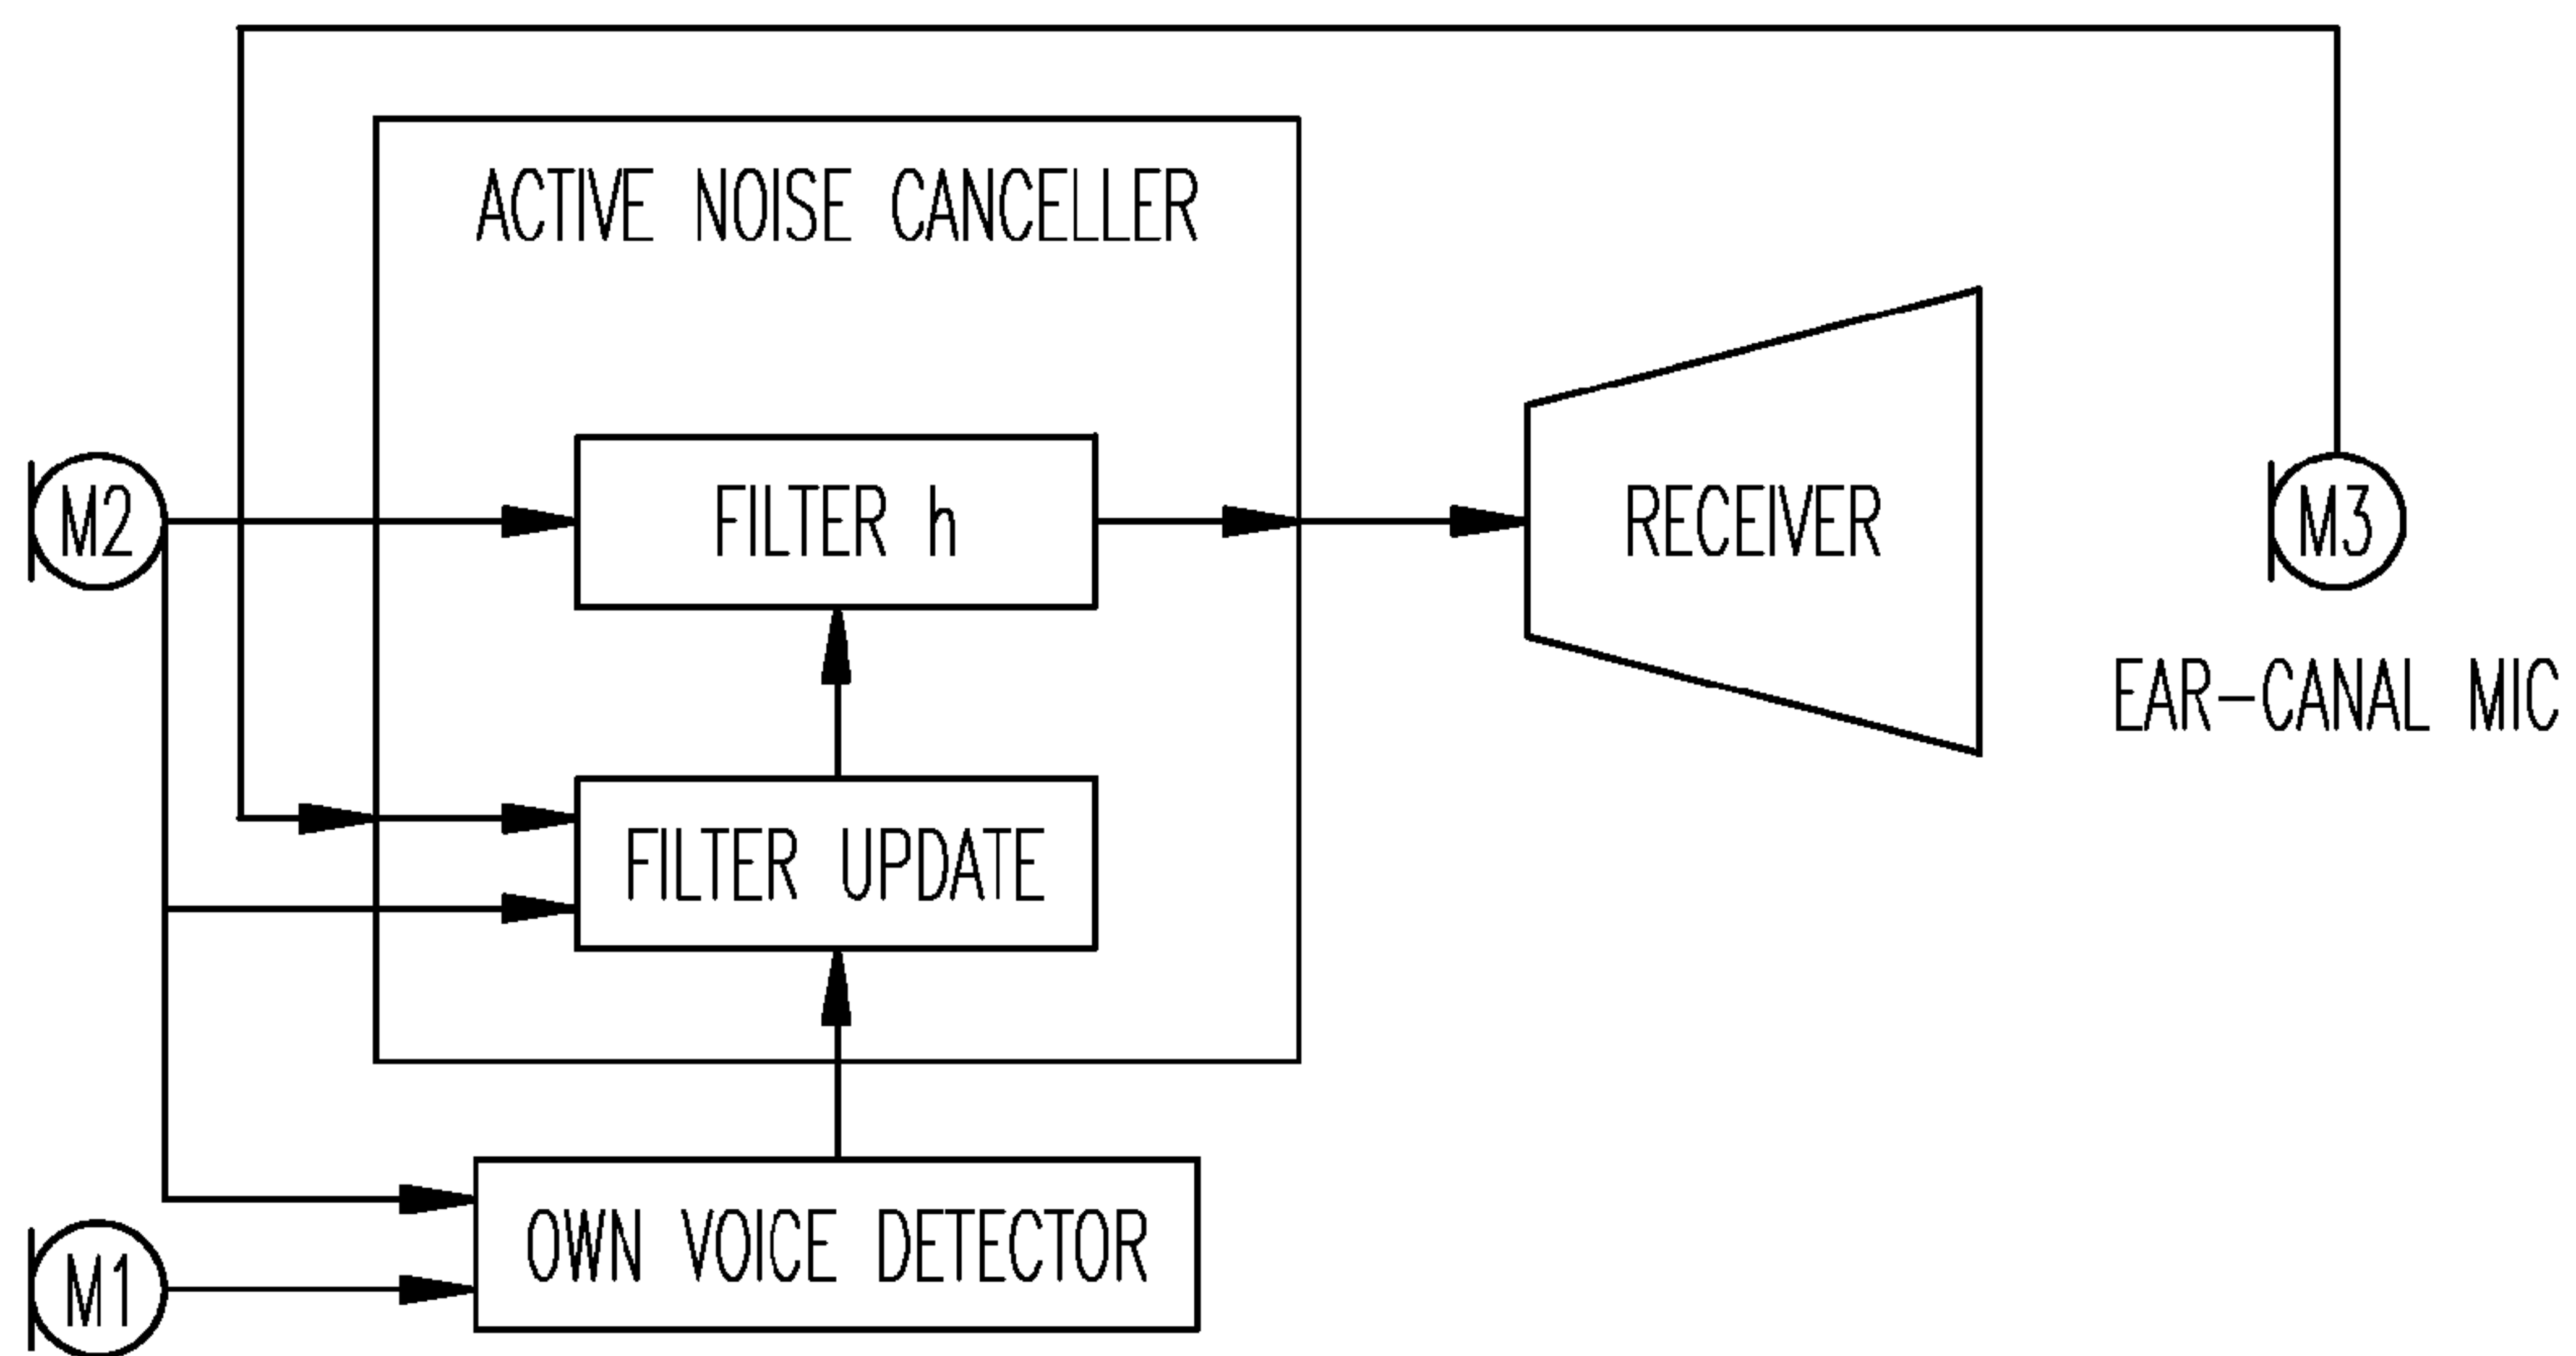 ACTIVE NOISE CANCELLER
M2
FILTER h
RECEIVER
M3
EAR-CANAL MIC
FILTER UPDATE
OWN VOICE DETECTOR
M1